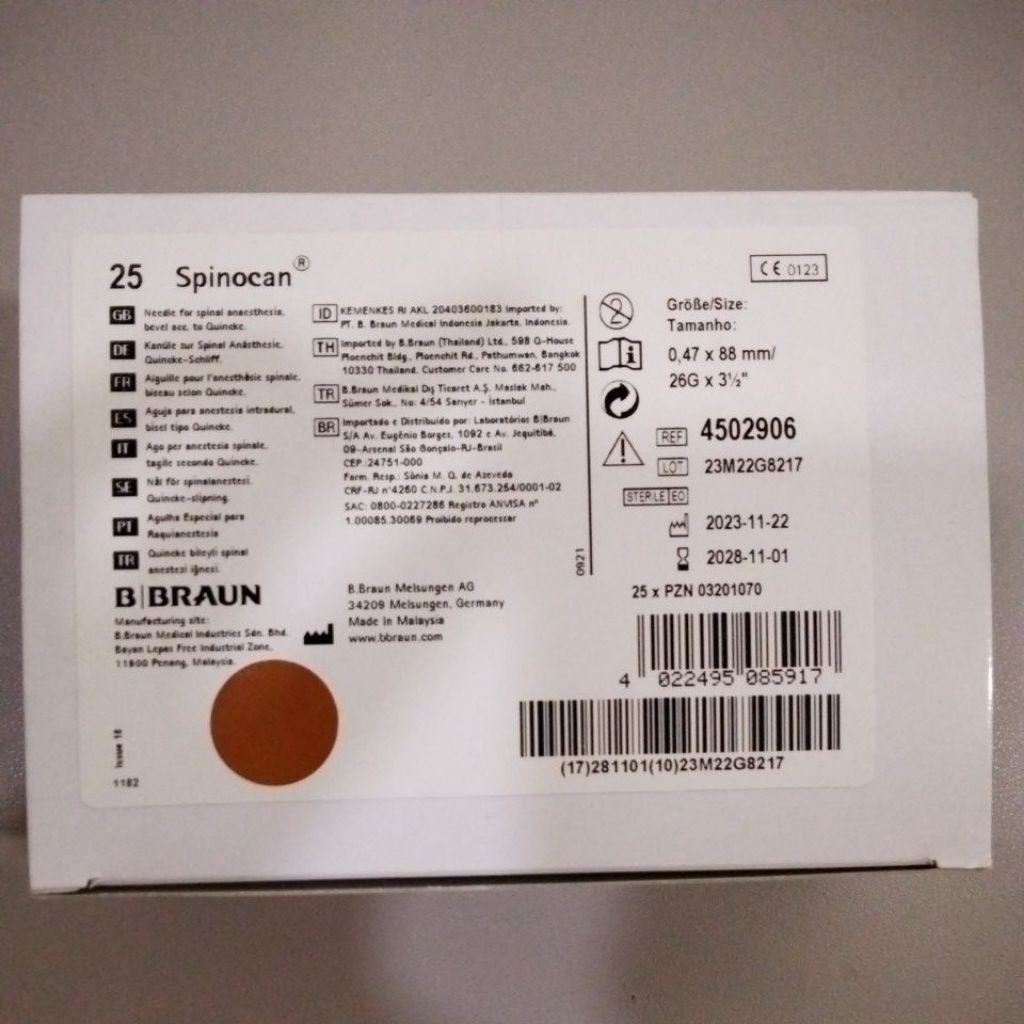 25 Spinocan®
CE 0123
GB Needle for spinal anaesthesia,
bevel acc. to Quincke.
DE Kanüle zur Spinal Anästhesie,
Quincke-Schliff.
FR Aiguille pour l'anesthésie spinale,
biseau selon Quincke.
ES Aguja para anestesia intradural,
bisel tipo Quincke.
IT Ago per anestesia spinale,
taglie secondo Quincke.
SE Nål för spinalanestesi.
Quincke-slipning.
PT Agulha Especial para
Raquianestesia
TR Quincke bileyli spinal
anestezi iğnesi.
ID KEMENKES RI AKL 20403600183 Imported by:
PT. B. Braun Medical Indonesia Jakarta, Indonesia.
TH Imported by B.Braun (Thailand) Ltd., 598 Q-House
Ploenchit Bldg., Ploenchit Rd., Pathumwan, Bangkok
10330 Thailand. Customer Care No. 662-617 500
TR B.Braun Medikal Dış Ticaret A.Ş. Maslak Mah.,
Sümer Sok., No: 4/54 Sarıyer - İstanbul
BR Importado e Distribuido por: Laboratórios B|Braun
S/A Av. Eugênio Borges, 1092 e Av. Jequitibá,
09-Arsenal São Gonçalo-RJ-Brasil
CEP :24751-000
Farm. Resp.: Sônia M. Q. de Azevedo
CRF-RJ n°4260 C.N.P.J. 31.673.254/0001-02
SAC: 0800-0227286 Registro ANVISA n°
1.00085.30069 Proibido reprocessar
0921
2
Größe/Size:
Tamanho:
0,47 x 88 mm/
26G x 3½"
REF 4502906
LOT 23M22G8217
STERILE EO
2023-11-22
2028-11-01
25 x PZN 03201070
B|BRAUN
Manufacturing site:
B.Braun Medical Industries Sdn. Bhd.
Bayan Lepas Free Industrial Zone,
11900 Penang, Malaysia.
B.Braun Melsungen AG
34209 Melsungen, Germany
Made In Malaysia
www.bbraun.com
4 022495 085917
(17)281101(10)23M22G8217
Issue 18
1182